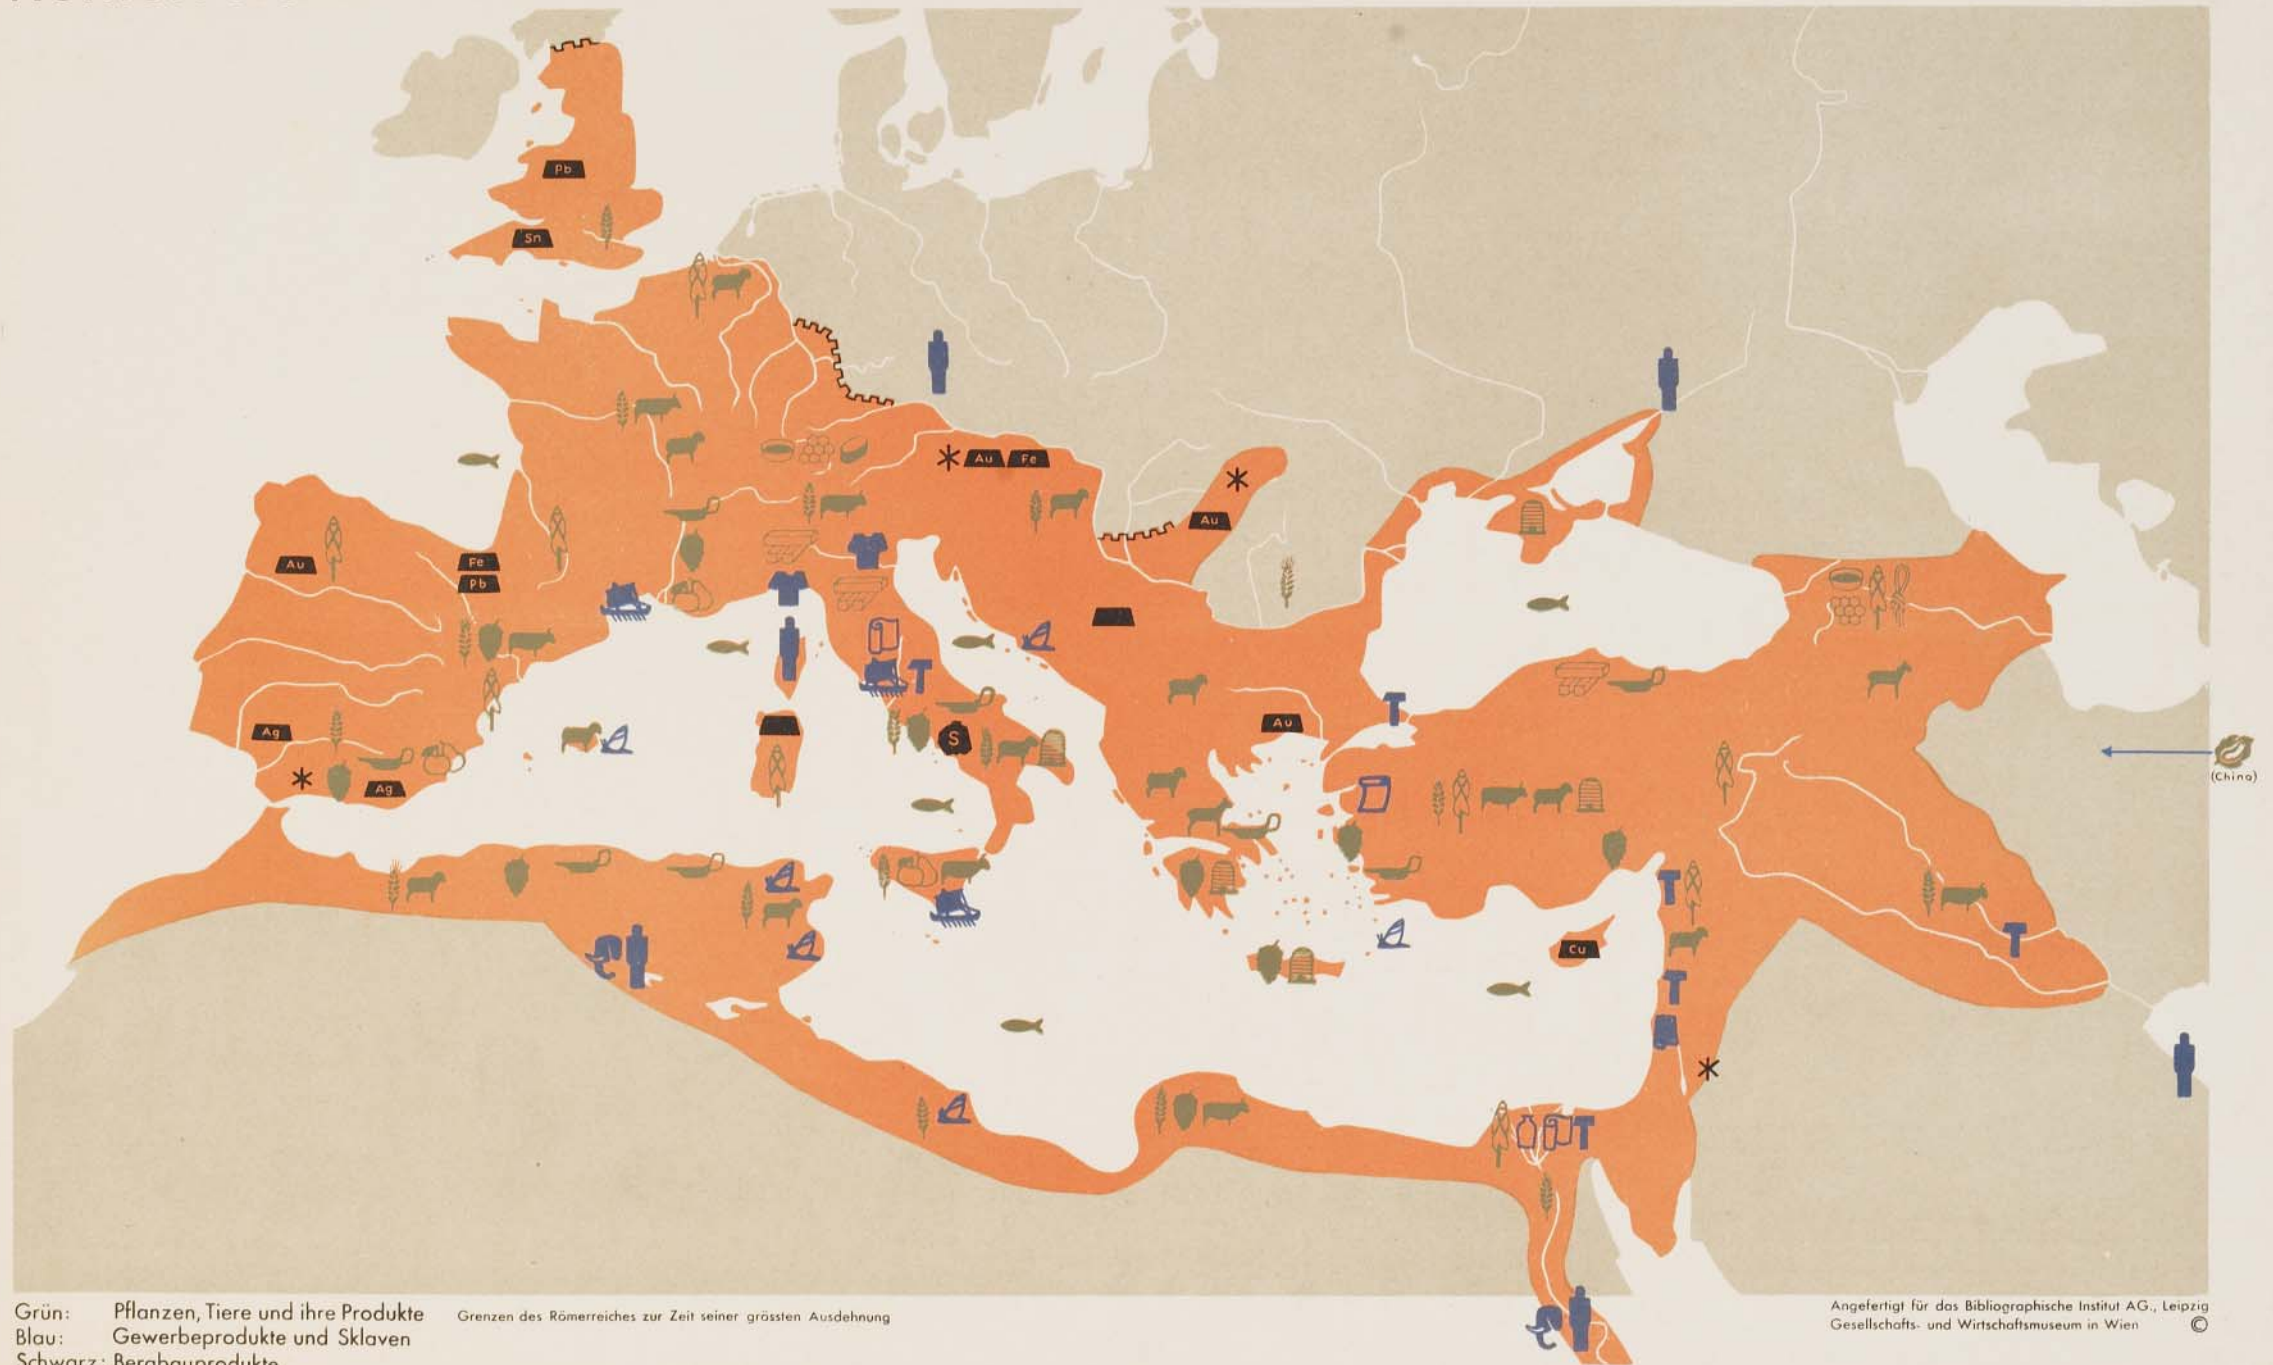 Pb
Sn
Au
Fe
Au
Au
Fe
Pb
Ag
Au
S
Ag
(China)
Cu
Grün: Pflanzen, Tiere und ihre Produkte
Blau: Gewerbeprodukte und Sklaven
Schwarz: Bergbauprodukte
Grenzen des Römerreiches zur Zeit seiner grössten Ausdehnung
Angefertigt für das Bibliographische Institut AG., Leipzig
Gesellschafts- und Wirtschaftsmuseum in Wien ©